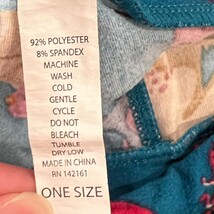 92% POLYESTER
8% SPANDEX
MACHINE
WASH
COLD
GENTLE
CYCLE
DO NOT
BLEACH
TUMBLE
DRY LOW
MADE IN CHINA
RN 142161
ONE SIZE